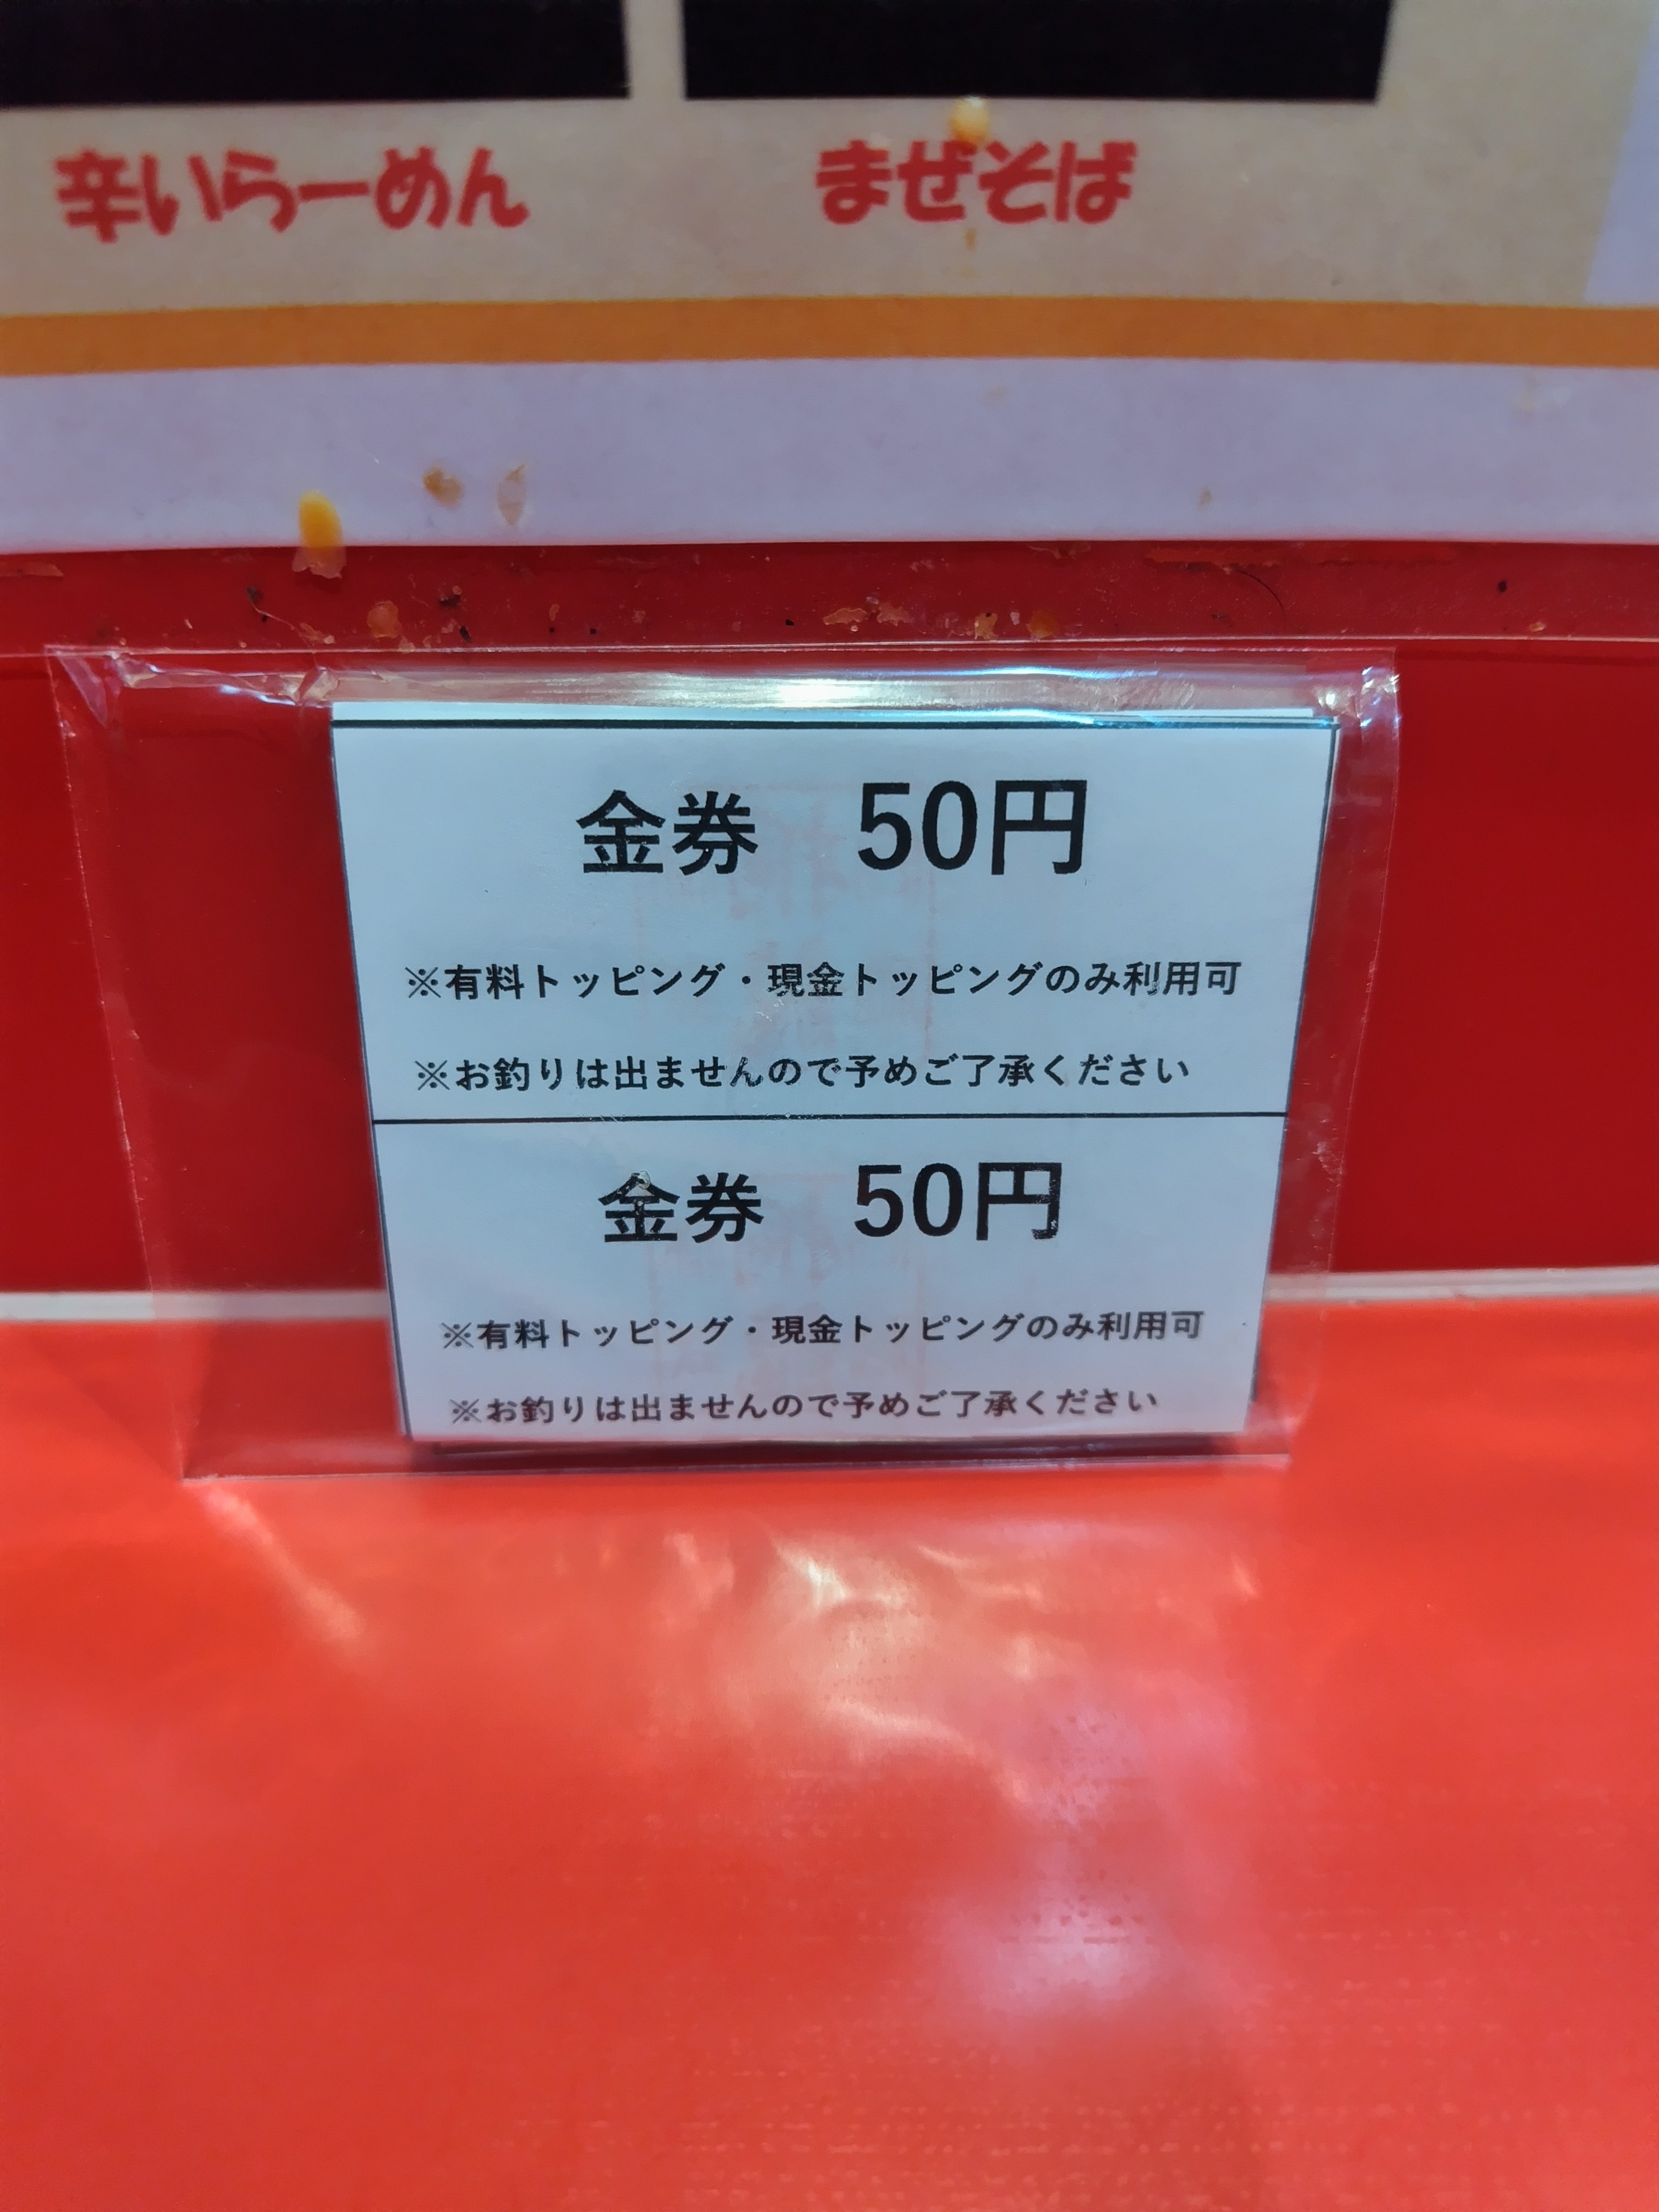 辛いらーめん
まぜそば
金券　50円
※有料トッピング・現金トッピングのみ利用可
※お釣りは出ませんので予めご了承ください
金券　50円
※有料トッピング・現金トッピングのみ利用可
※お釣りは出ませんので予めご了承ください